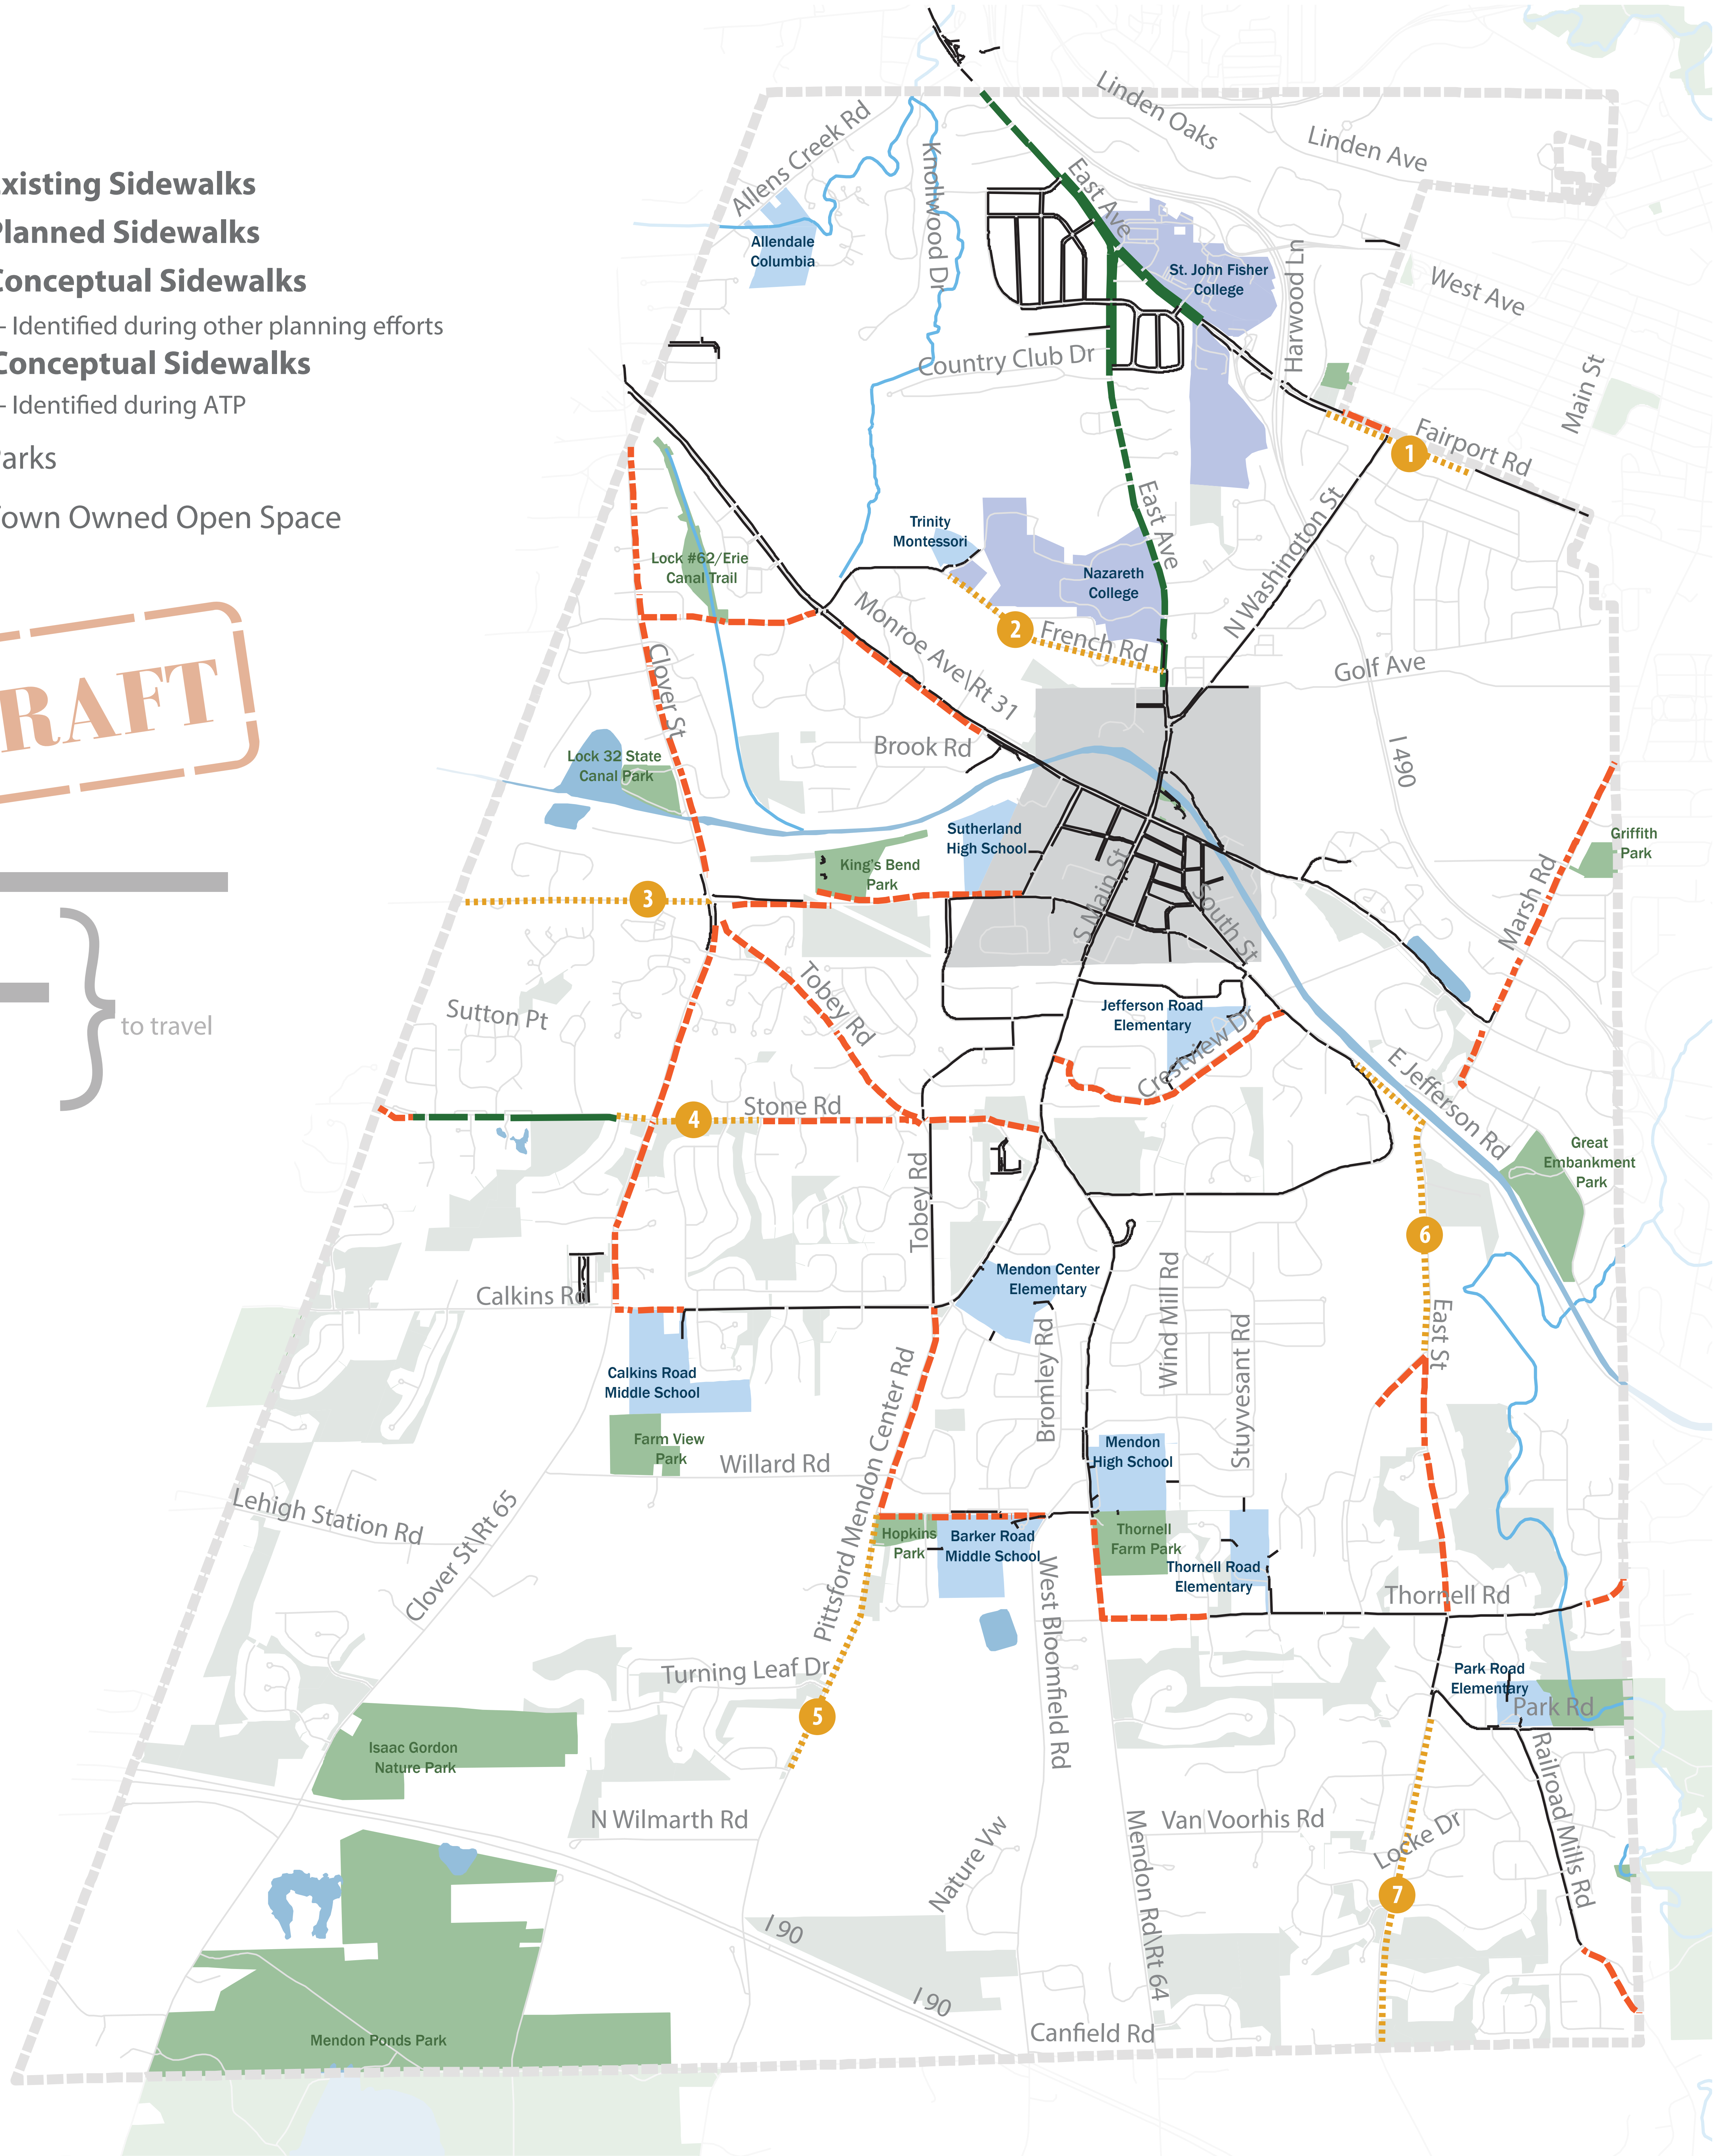 xisting Sidewalks
lanned Sidewalks
onceptual Sidewalks
- Identified during other planning efforts
onceptual Sidewalks
- Identified during ATP
arks
own Owned Open Space
RAFT
to travel
Linden Oaks
Linden Ave
Allens Creek Rd
Knollwood Dr
East Ave
Allendale
Columbia
St. John Fisher
College
Harwood Ln
West Ave
Main St
Country Club Dr
1
Fairport Rd
East Ave
N Washington St
Trinity
Montessori
Lock #62/Erie
Canal Trail
Nazareth
College
2
French Rd
Monroe Ave\Rt 31
Clover St
Golf Ave
Brook Rd
I 490
Lock 32 State
Canal Park
Sutherland
High School
King's Bend
Park
Griffith
Park
3
S Main St
South St
Marsh Rd
Tobey Rd
Sutton Pt
Jefferson Road
Elementary
Crestview Dr
E Jefferson Rd
4
Stone Rd
Great
Embankment
Park
Tobey Rd
6
Mendon Center
Elementary
Calkins Rd
Wind Mill Rd
East St
Stuyvesant Rd
Bromley Rd
Calkins Road
Middle School
Pittsford Mendon Center Rd
Farm View
Park
Willard Rd
Mendon
High School
Lehigh Station Rd
Clover St\Rt 65
Hopkins
Park
Barker Road
Middle School
Thornell
Farm Park
Thornell Road
Elementary
Thornell Rd
West Bloomfield Rd
Turning Leaf Dr
Park Road
Elementary
Park Rd
5
Isaac Gordon
Nature Park
Railroad Mills Rd
N Wilmarth Rd
Van Voorhis Rd
Locke Dr
Nature Vw
Mendon Rd\Rt 64
7
I 90
I 90
Canfield Rd
Mendon Ponds Park